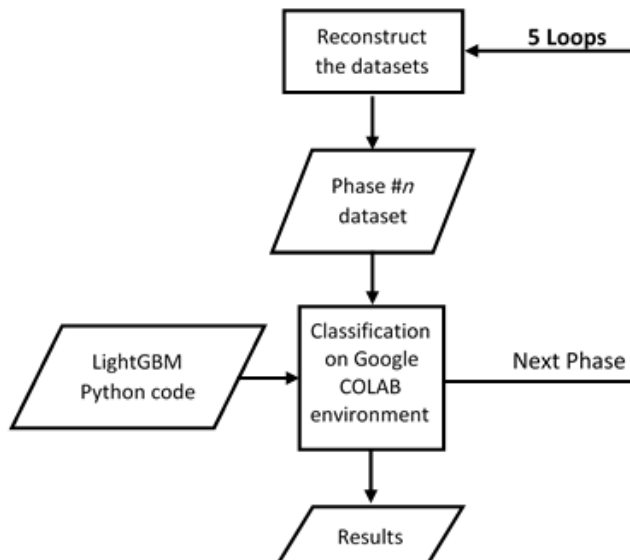 Reconstruct
the datasets
5 Loops
Phase #n
dataset
LightGBM
Python code
Classification
on Google
COLAB
environment
Next Phase
Results